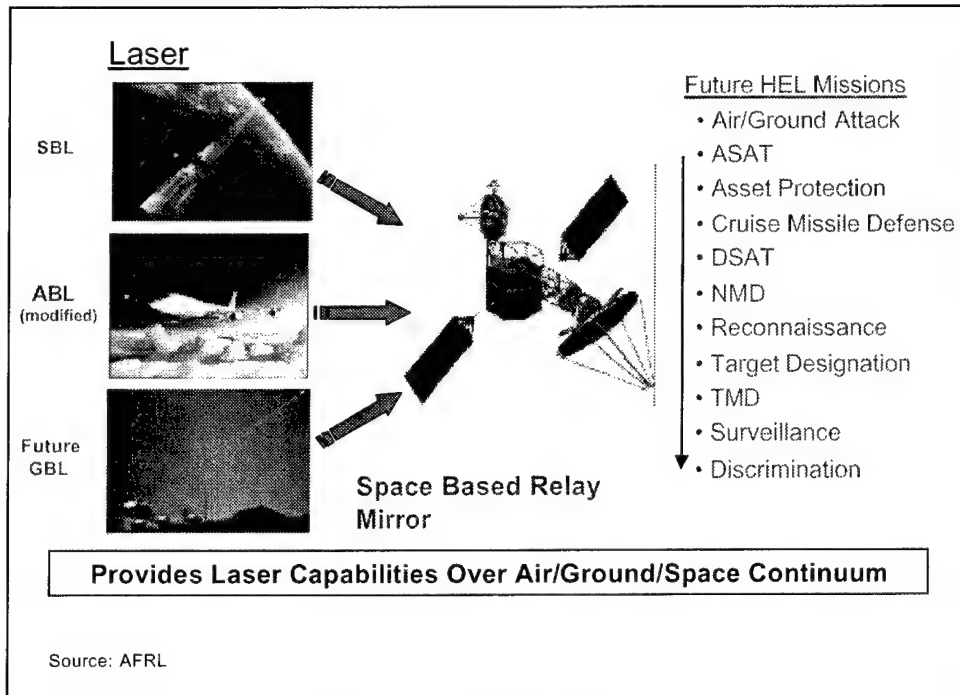 Laser
SBL
ABL
(modified)
Future
GBL
Space Based Relay
Mirror
Future HEL Missions
• Air/Ground Attack
• ASAT
• Asset Protection
• Cruise Missile Defense
• DSAT
• NMD
• Reconnaissance
• Target Designation
• TMD
• Surveillance
• Discrimination
Provides Laser Capabilities Over Air/Ground/Space Continuum
Source: AFRL